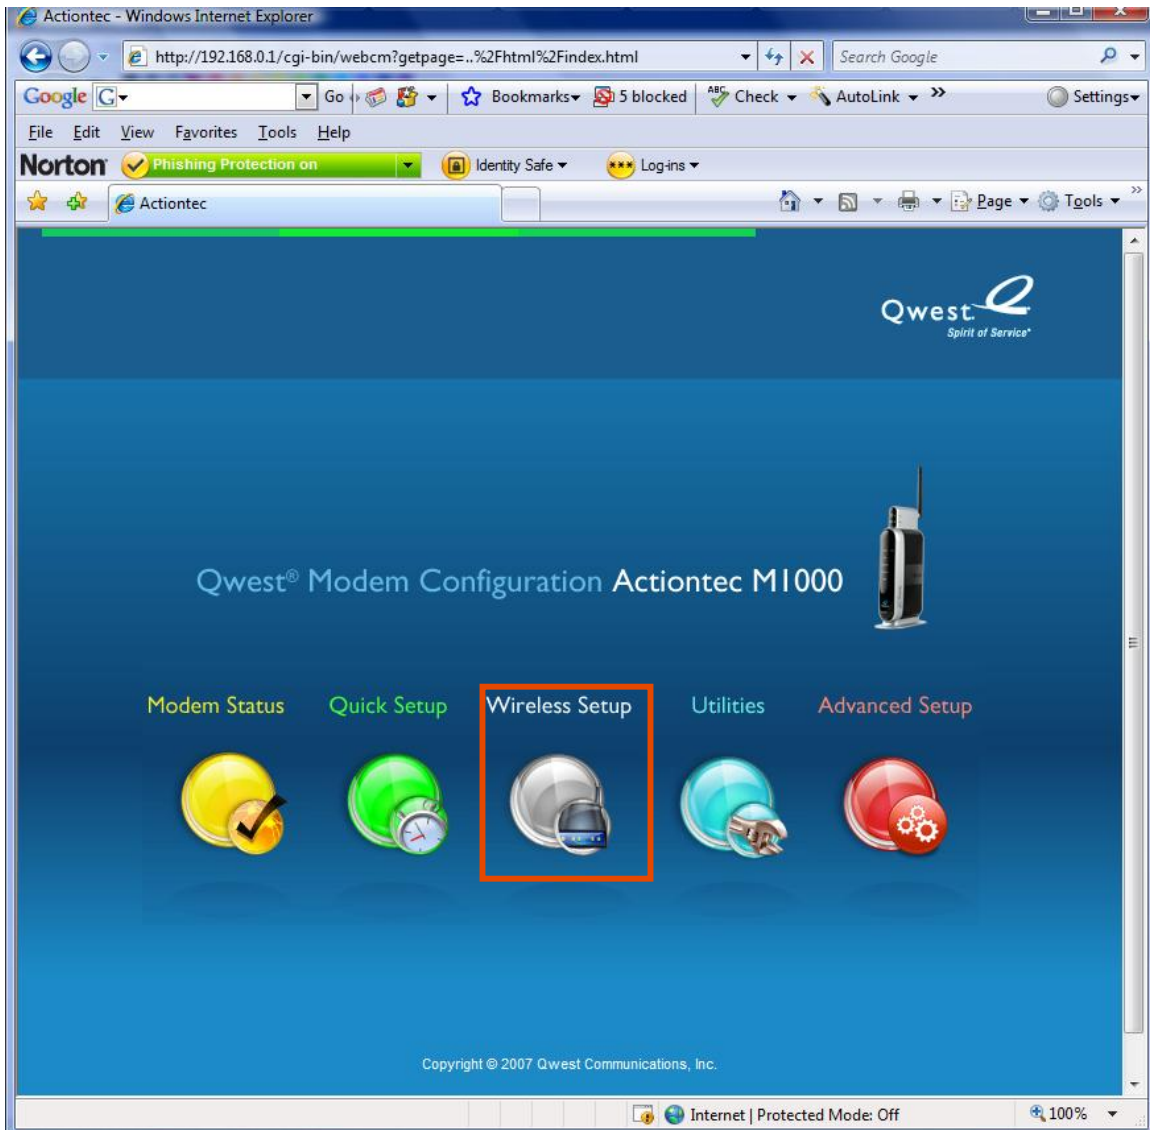 Actiontec - Windows Internet Explorer
http://192.168.0.1/cgi-bin/webcm?getpage=..%2Fhtml%2Findex.html Search Google
Google G Go Bookmarks 5 blocked ABC Check AutoLink » Settings
File Edit View Favorites Tools Help
Norton Phishing Protection on Identity Safe Log-ins
Actiontec Page Tools »
Qwest.
Spirit of Service®
Qwest® Modem Configuration Actiontec M1000
Modem Status Quick Setup Wireless Setup Utilities Advanced Setup
Copyright © 2007 Qwest Communications, Inc.
Internet | Protected Mode: Off 100%